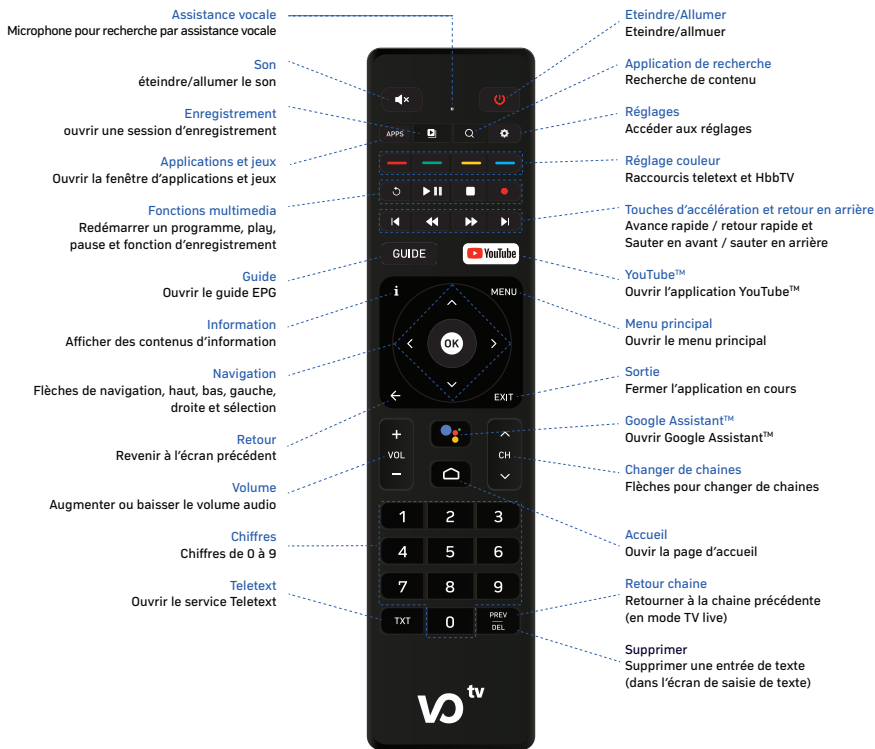 Assistance vocale
Microphone pour recherche par assistance vocale
Son
éteindre/allumer le son
Enregistrement
ouvrir une session d'enregistrement
Applications et jeux
Ouvrir la fenêtre d'applications et jeux
Fonctions multimedia
Redémarrer un programme, play,
pause et fonction d'enregistrement
Guide
Ouvrir le guide EPG
Information
Afficher des contenus d'information
Navigation
Flèches de navigation, haut, bas, gauche,
droite et sélection
Retour
Revenir à l'écran précédent
Volume
Augmenter ou baisser le volume audio
Chiffres
Chiffres de 0 à 9
Teletext
Ouvrir le service Teletext
APPS
GUIDE
YouTube
i
MENU
OK
EXIT
+
VOL
−
CH
1 2 3
4 5 6
7 8 9
TXT 0 PREV
DEL
vo tv
Eteindre/Allumer
Eteindre/allmuer
Application de recherche
Recherche de contenu
Réglages
Accéder aux réglages
Réglage couleur
Raccourcis teletext et HbbTV
Touches d'accélération et retour en arrière
Avance rapide / retour rapide et
Sauter en avant / sauter en arrière
YouTube™
Ouvrir l'application YouTube™
Menu principal
Ouvrir le menu principal
Sortie
Fermer l'application en cours
Google Assistant™
Ouvrir Google Assistant™
Changer de chaines
Flèches pour changer de chaines
Accueil
Ouvir la page d'accueil
Retour chaine
Retourner à la chaine précédente
(en mode TV live)
Supprimer
Supprimer une entrée de texte
(dans l'écran de saisie de texte)